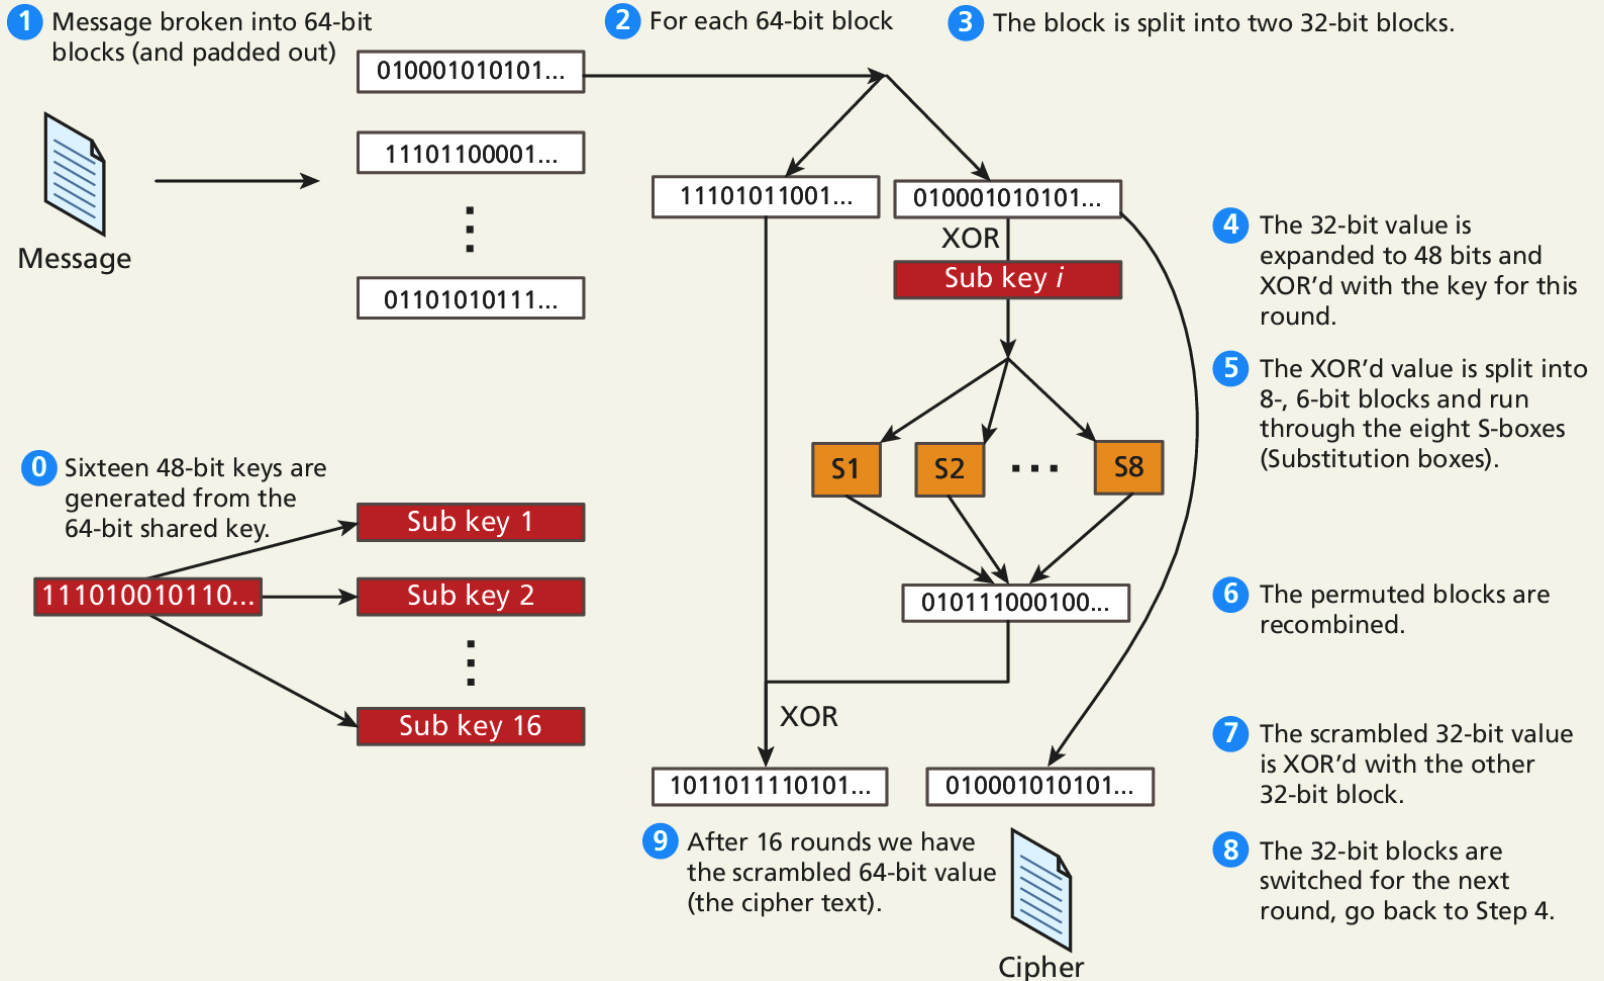 1 Message broken into 64-bit
blocks (and padded out)
2 For each 64-bit block
3 The block is split into two 32-bit blocks.
010001010101...
11101100001...
01101010111...
Message
11101011001...
010001010101...
XOR
Sub key i
4 The 32-bit value is
expanded to 48 bits and
XOR'd with the key for this
round.
5 The XOR'd value is split into
8-, 6-bit blocks and run
through the eight S-boxes
(Substitution boxes).
S1
S2
S8
0 Sixteen 48-bit keys are
generated from the
64-bit shared key.
111010010110...
Sub key 1
Sub key 2
Sub key 16
010111000100...
6 The permuted blocks are
recombined.
XOR
7 The scrambled 32-bit value
is XOR'd with the other
32-bit block.
1011011110101...
010001010101...
8 The 32-bit blocks are
switched for the next
round, go back to Step 4.
9 After 16 rounds we have
the scrambled 64-bit value
(the cipher text).
Cipher